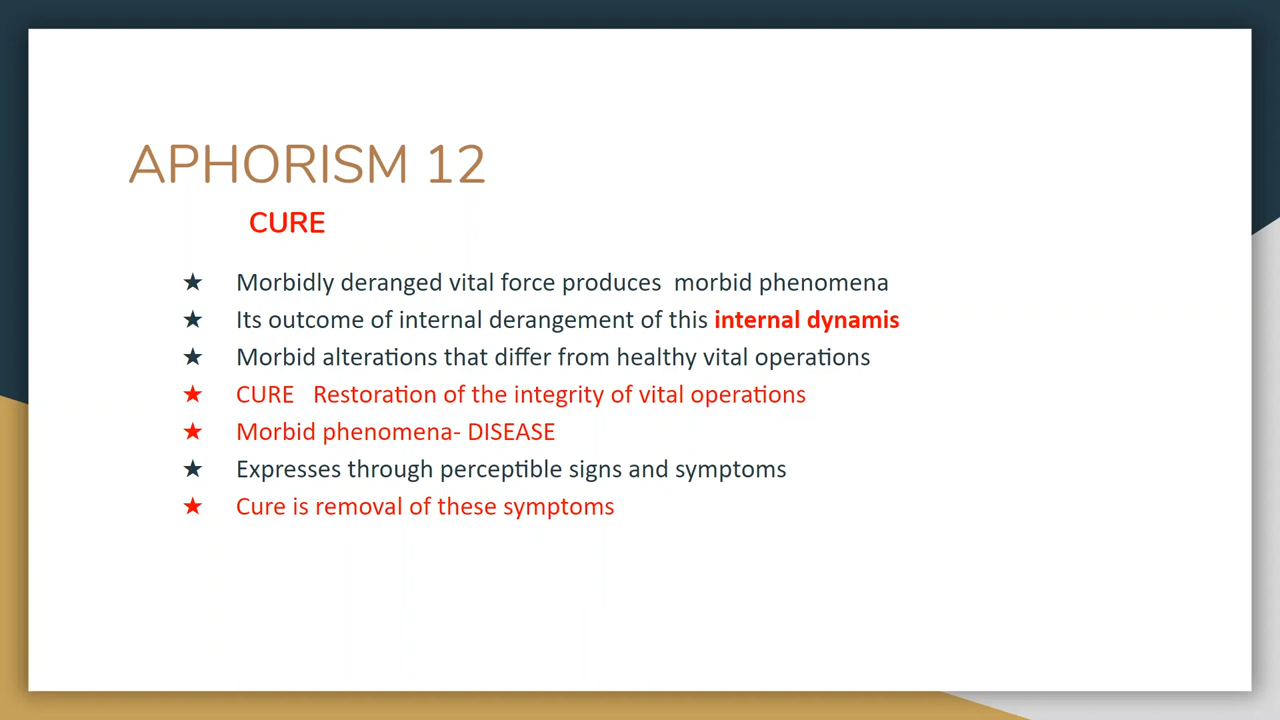 APHORISM 12
CURE
★ Morbidly deranged vital force produces  morbid phenomena
★ Its outcome of internal derangement of this internal dynamis
★ Morbid alterations that differ from healthy vital operations
★ CURE   Restoration of the integrity of vital operations
★ Morbid phenomena- DISEASE
★ Expresses through perceptible signs and symptoms
★ Cure is removal of these symptoms